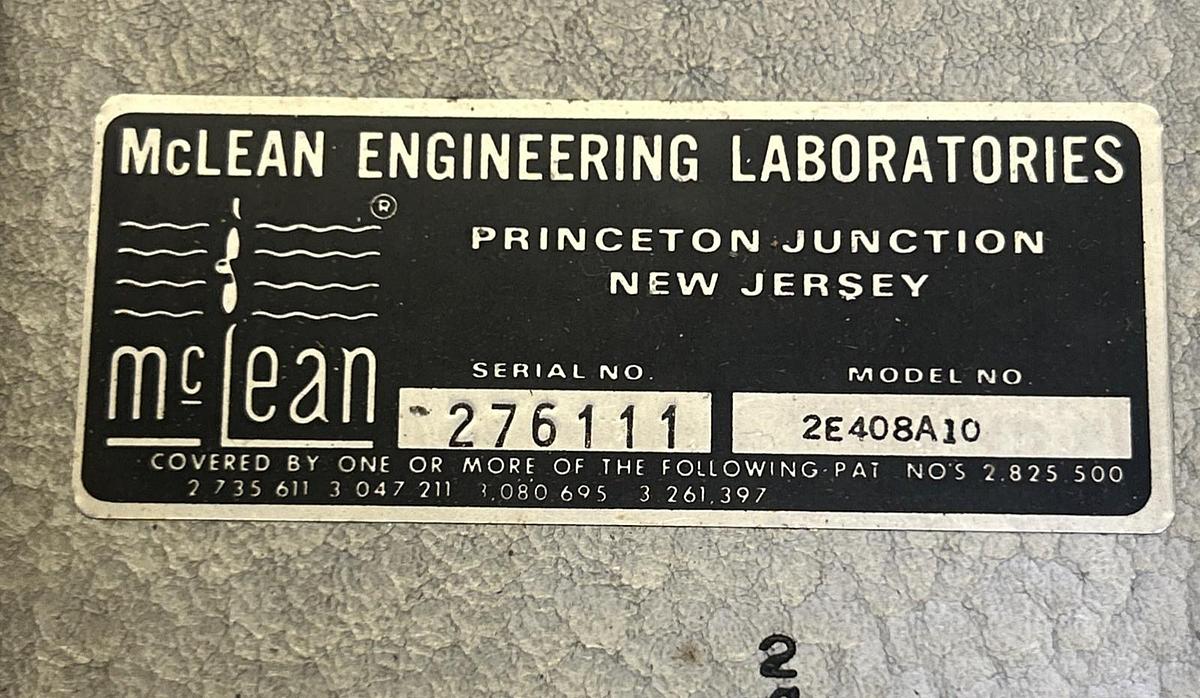 McLEAN ENGINEERING LABORATORIES
®
PRINCETON JUNCTION
NEW JERSEY
mcLean
SERIAL NO.
276111
MODEL NO
2E408A10
COVERED BY ONE OR MORE OF THE FOLLOWING PAT NO'S 2.825 500
2 735 611 3 047 211 3,080 695 3 261,397
2